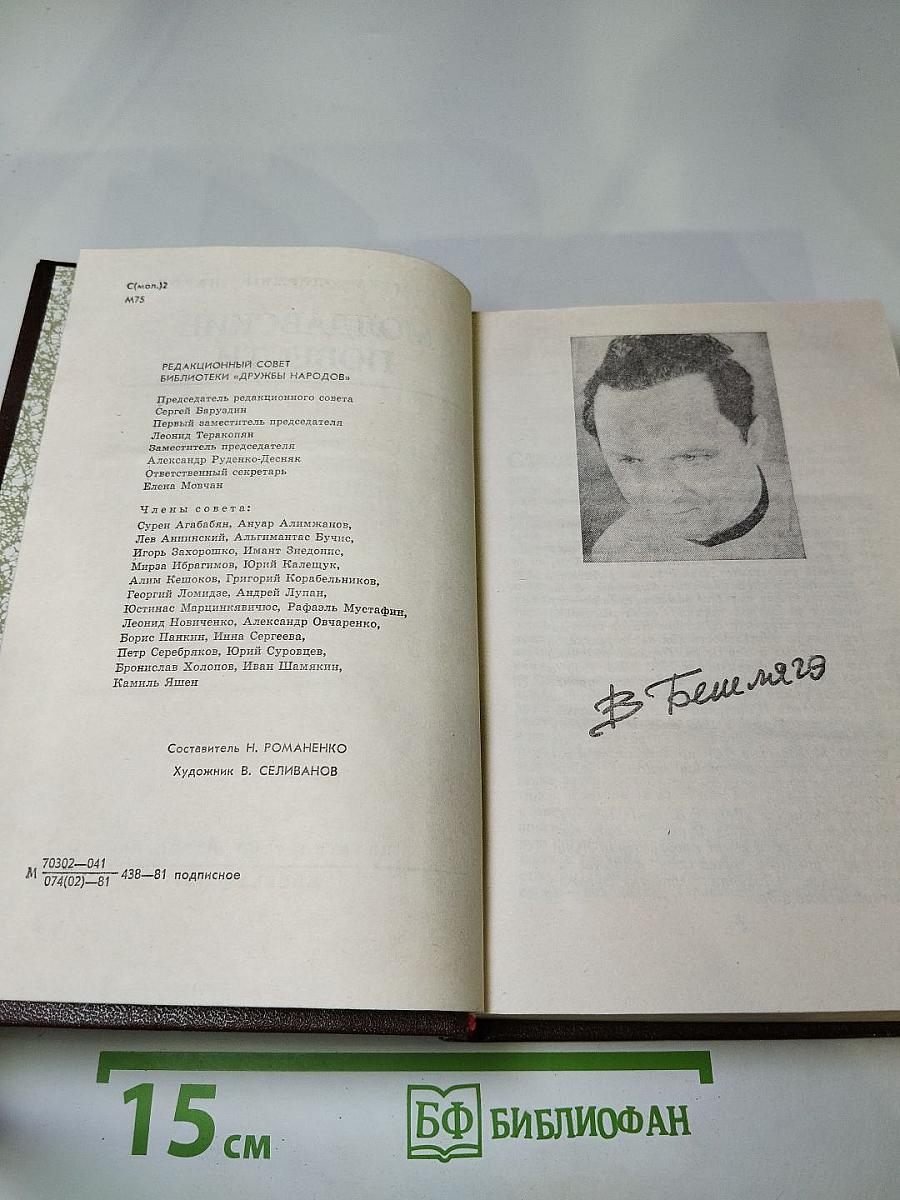 С(мол.)2
М75
РЕДАКЦИОННЫЙ СОВЕТ
БИБЛИОТЕКИ «ДРУЖБЫ НАРОДОВ»
Председатель редакционного совета
Сергей Баруздин
Первый заместитель председателя
Леонид Теракопян
Заместитель председателя
Александр Руденко-Десняк
Ответственный секретарь
Елена Мовчан
Члены совета:
Сурен Агабабян, Ануар Алимжанов,
Лев Аннинский, Альгимантас Бучис,
Игорь Захорошко, Имант Зиедонис,
Мирза Ибрагимов, Юрий Калещук,
Алим Кешоков, Григорий Корабельников,
Георгий Ломидзе, Андрей Лупан,
Юстинас Марцинкявичюс, Рафаэль Мустафин,
Леонид Новиченко, Александр Овчаренко,
Борис Панкин, Инна Сергеева,
Петр Серебряков, Юрий Суровцев,
Бронислав Холопов, Иван Шамякин,
Камиль Яшен
Составитель Н. РОМАНЕНКО
Художник В. СЕЛИВАНОВ
М 70302—041
074(02)—81 438—81 подписное
В Бешлягэ
15 см
БФ БИБЛИОФАН